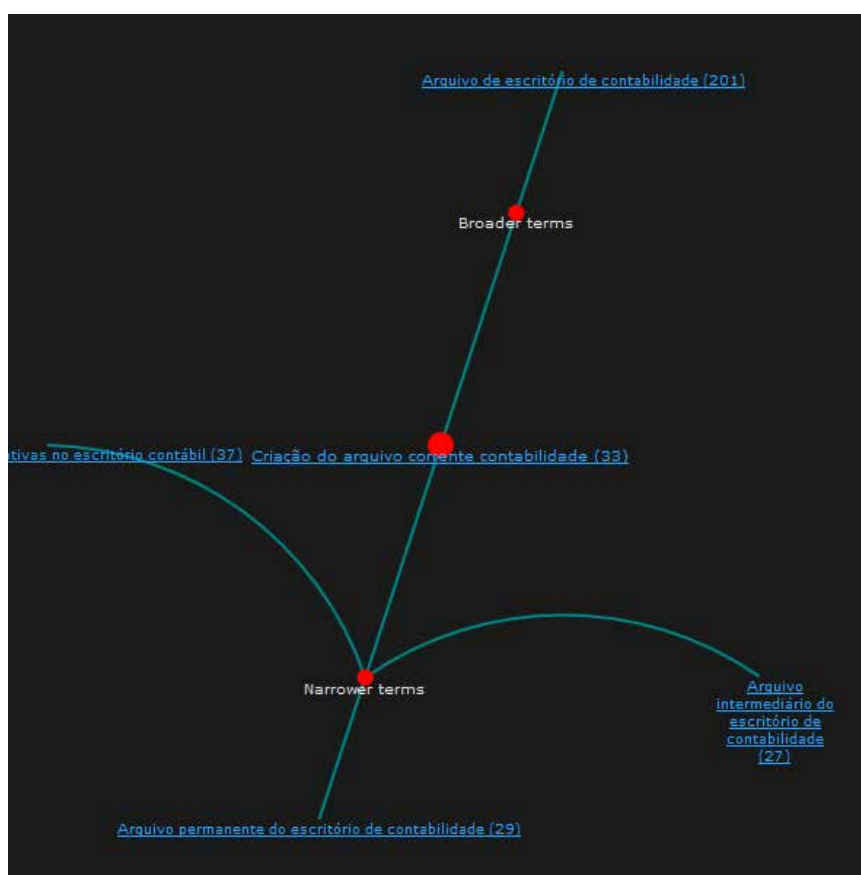 Arquivo de escritório de contabilidade (201)
Broader terms
no escritório contábil (37)
Criação do arquivo corrente contabilidade (33)
Narrower terms
Arquivo
intermediário do
escritório de
contabilidade
(27)
Arquivo permanente do escritório de contabilidade (29)